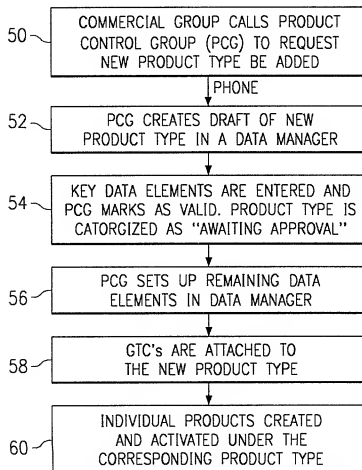 50
COMMERCIAL GROUP CALLS PRODUCT
CONTROL GROUP (PCG) TO REQUEST
NEW PRODUCT TYPE BE ADDED
PHONE
52
PCG CREATES DRAFT OF NEW
PRODUCT TYPE IN A DATA MANAGER
54
KEY DATA ELEMENTS ARE ENTERED AND
PCG MARKS AS VALID. PRODUCT TYPE IS
CATORGIZED AS "AWAITING APPROVAL"
56
PCG SETS UP REMAINING DATA
ELEMENTS IN DATA MANAGER
58
GTC's ARE ATTACHED TO
THE NEW PRODUCT TYPE
60
INDIVIDUAL PRODUCTS CREATED
AND ACTIVATED UNDER THE
CORRESPONDING PRODUCT TYPE